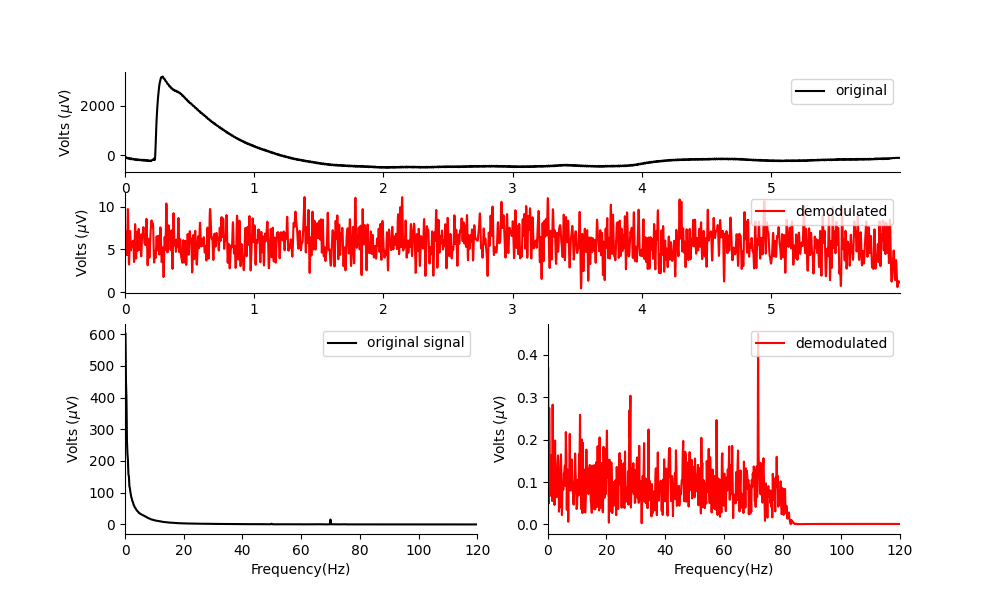 Volts (μV)
2000
0
original
0 1 2 3 4 5
Volts (μV)
10
5
0
demodulated
0 1 2 3 4 5
Volts (μV)
600
500
400
300
200
100
0
original signal
0 20 40 60 80 100 120
Frequency(Hz)
Volts (μV)
0.4
0.3
0.2
0.1
0.0
demodulated
0 20 40 60 80 100 120
Frequency(Hz)